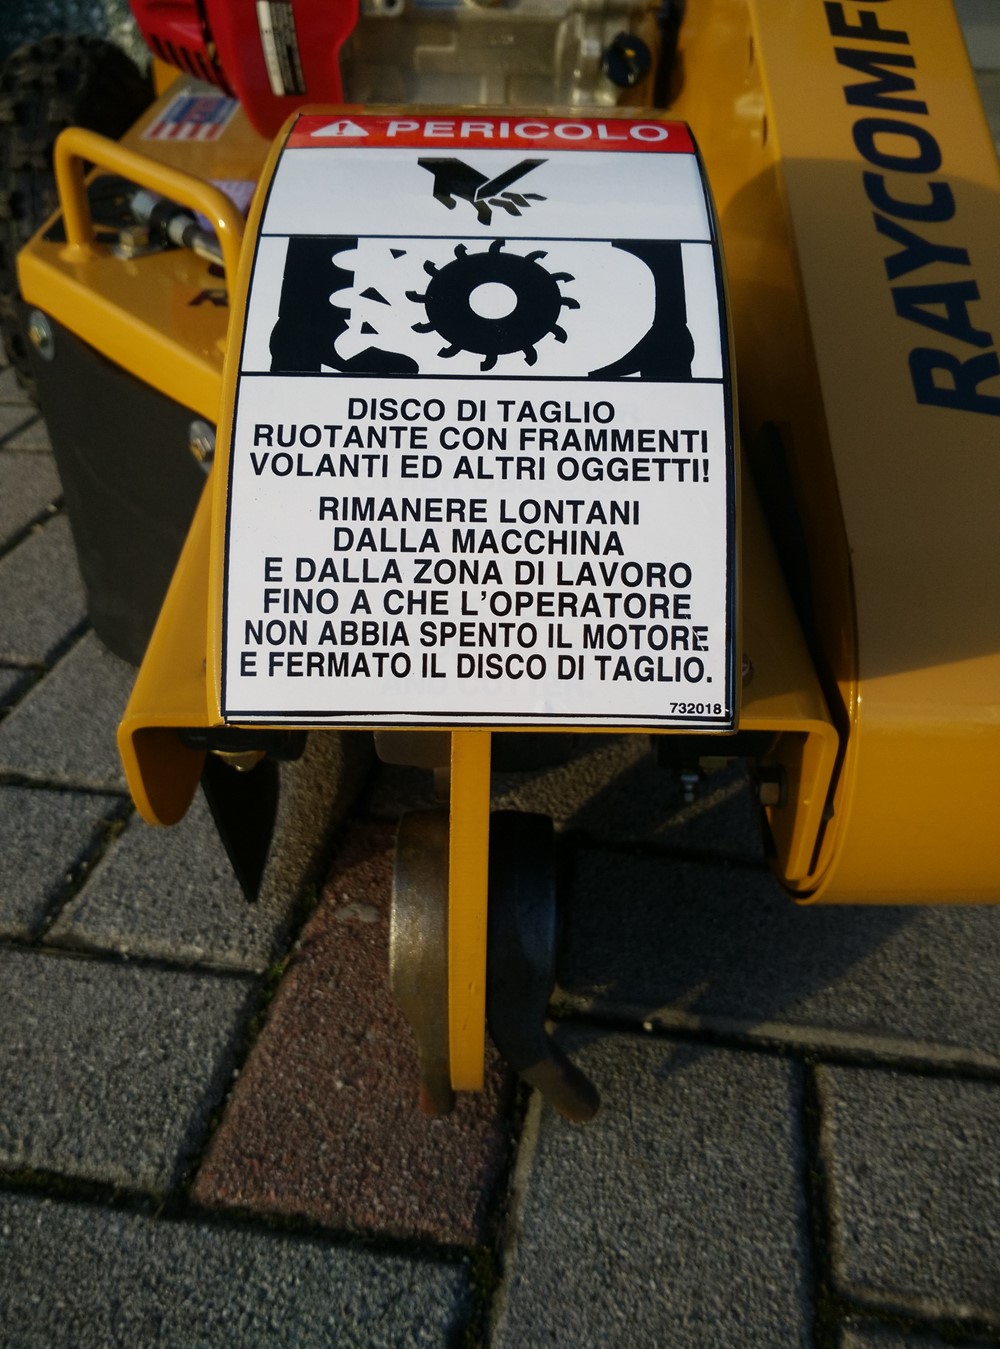 PERICOLO
DISCO DI TAGLIO
RUOTANTE CON FRAMMENTI
VOLANTI ED ALTRI OGGETTI!
RIMANERE LONTANI
DALLA MACCHINA
E DALLA ZONA DI LAVORO
FINO A CHE L'OPERATORE
NON ABBIA SPENTO IL MOTORE
E FERMATO IL DISCO DI TAGLIO.
732018
RAYCOMF